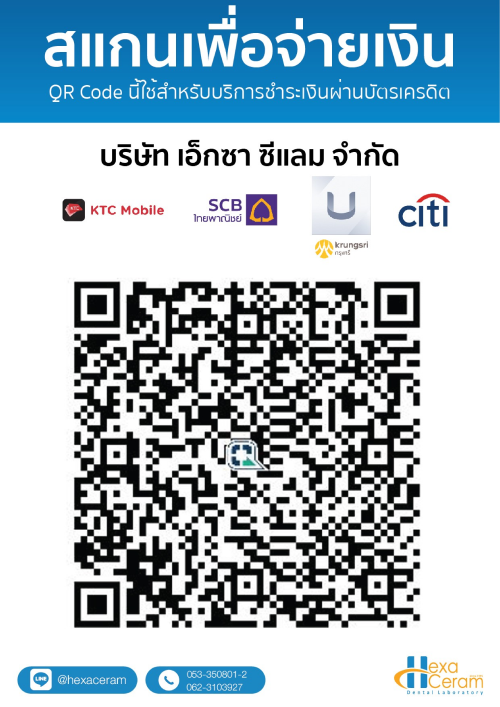 สแกนเพื่อจ่ายเงิน
QR Code นี้ใช้สำหรับบริการชำระเงินผ่านบัตรเครดิต
บริษัท เอ็กซา ซีแลม จำกัด
KTC Mobile
SCB
ไทยพาณิชย์
U
krungsri
กรุงศรี
citi
@hexaceram
053-350801-2
062-3103927
Hexa
Ceram
Dental Laboratory